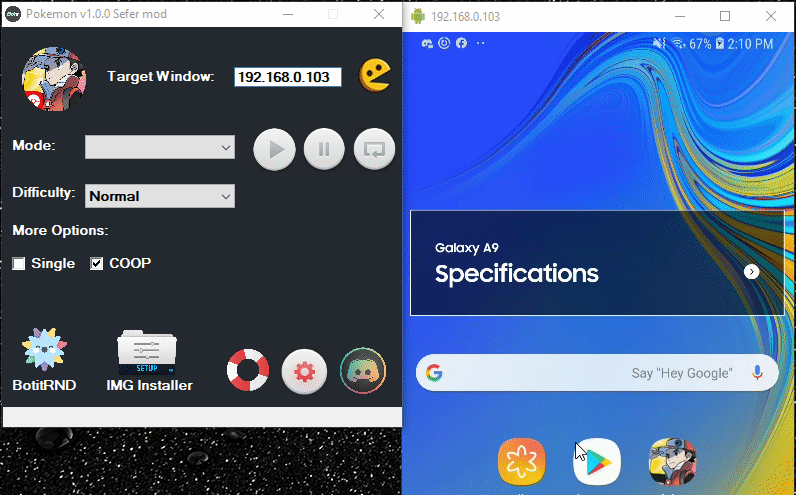 Pokemon v1.0.0 Sefer mod
Target Window:
192.168.0.103
Mode:
Difficulty:
Normal
More Options:
Single
COOP
SETUP
BotitRND
IMG Installer
192.168.0.103
67%
2:10 PM
Galaxy A9
Specifications
Say "Hey Google"